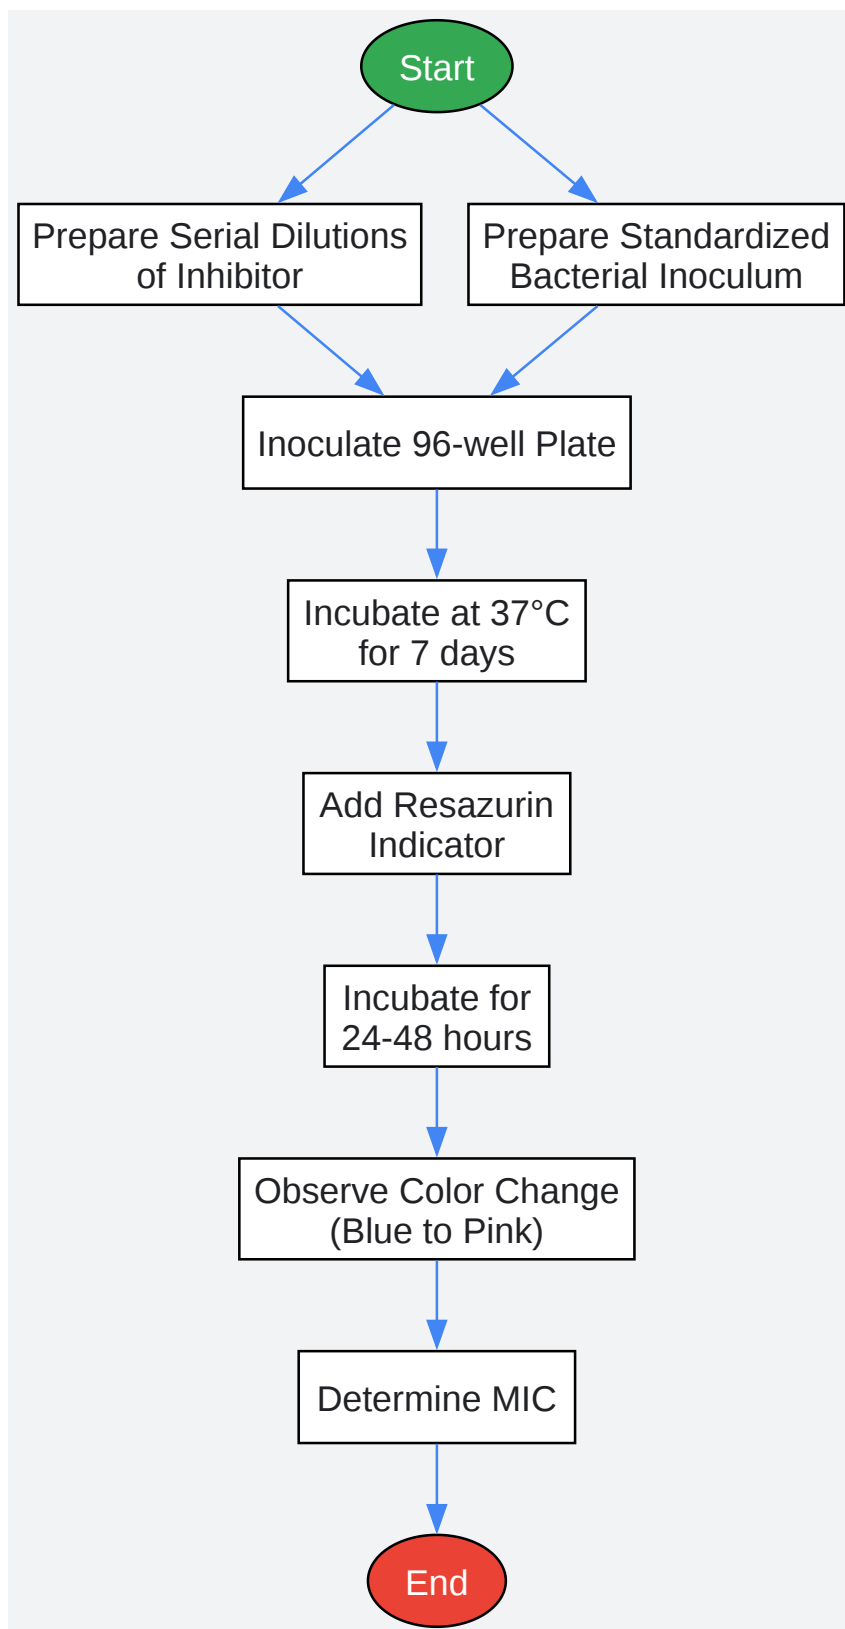 Start
Prepare Serial Dilutions
of Inhibitor
Prepare Standardized
Bacterial Inoculum
Inoculate 96-well Plate
Incubate at 37°C
for 7 days
Add Resazurin
Indicator
Incubate for
24-48 hours
Observe Color Change
(Blue to Pink)
Determine MIC
End